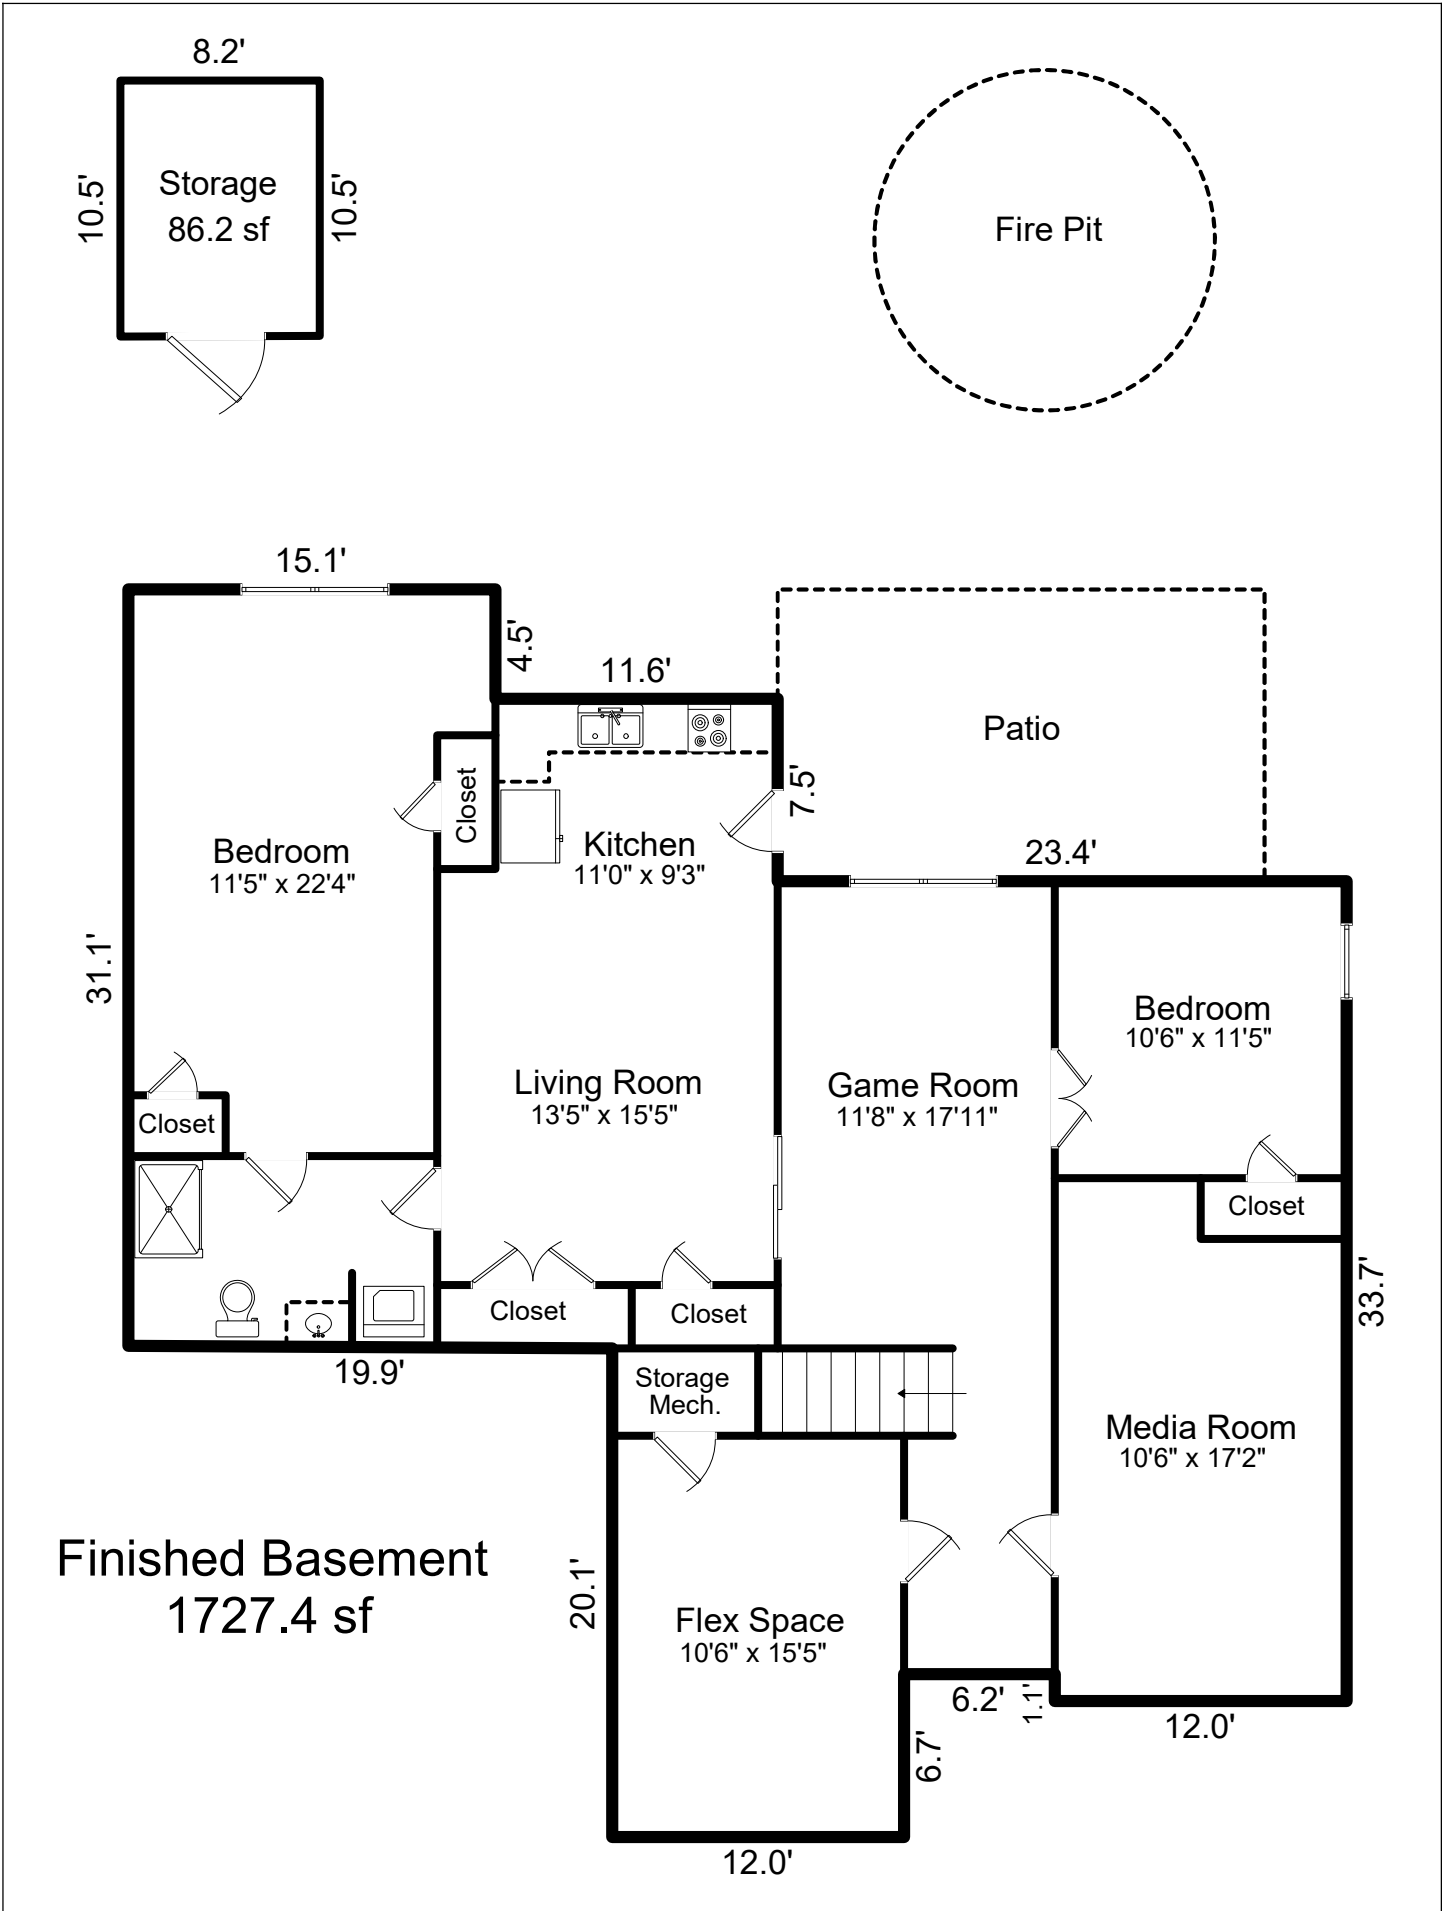 8.2'
10.5'
Storage
86.2 sf
10.5'
Fire Pit
15.1'
4.5'
11.6'
Patio
7.5'
Closet
Kitchen
11'0" x 9'3"
Bedroom
11'5" x 22'4"
23.4'
31.1'
Bedroom
10'6" x 11'5"
Living Room
13'5" x 15'5"
Game Room
11'8" x 17'11"
Closet
Closet
Closet
Closet
33.7'
19.9'
Storage
Mech.
Media Room
10'6" x 17'2"
Finished Basement
1727.4 sf
20.1'
Flex Space
10'6" x 15'5"
6.2'
1.1'
12.0'
6.7'
12.0'